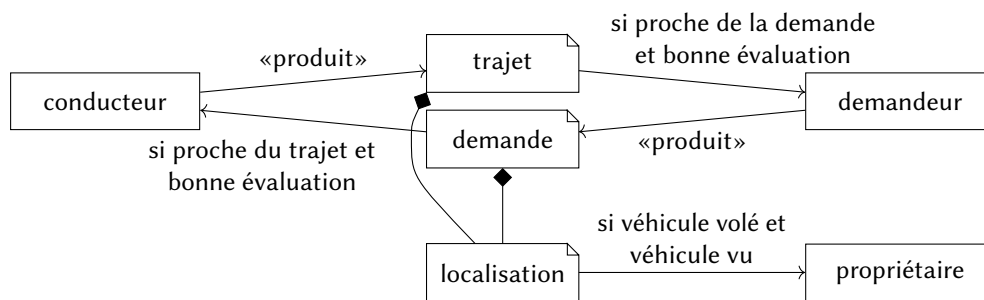 «produit»
trajet
si proche de la demande
et bonne évaluation
conducteur
demandeur
demande
«produit»
si proche du trajet et
bonne évaluation
localisation
si véhicule volé et
véhicule vu
propriétaire